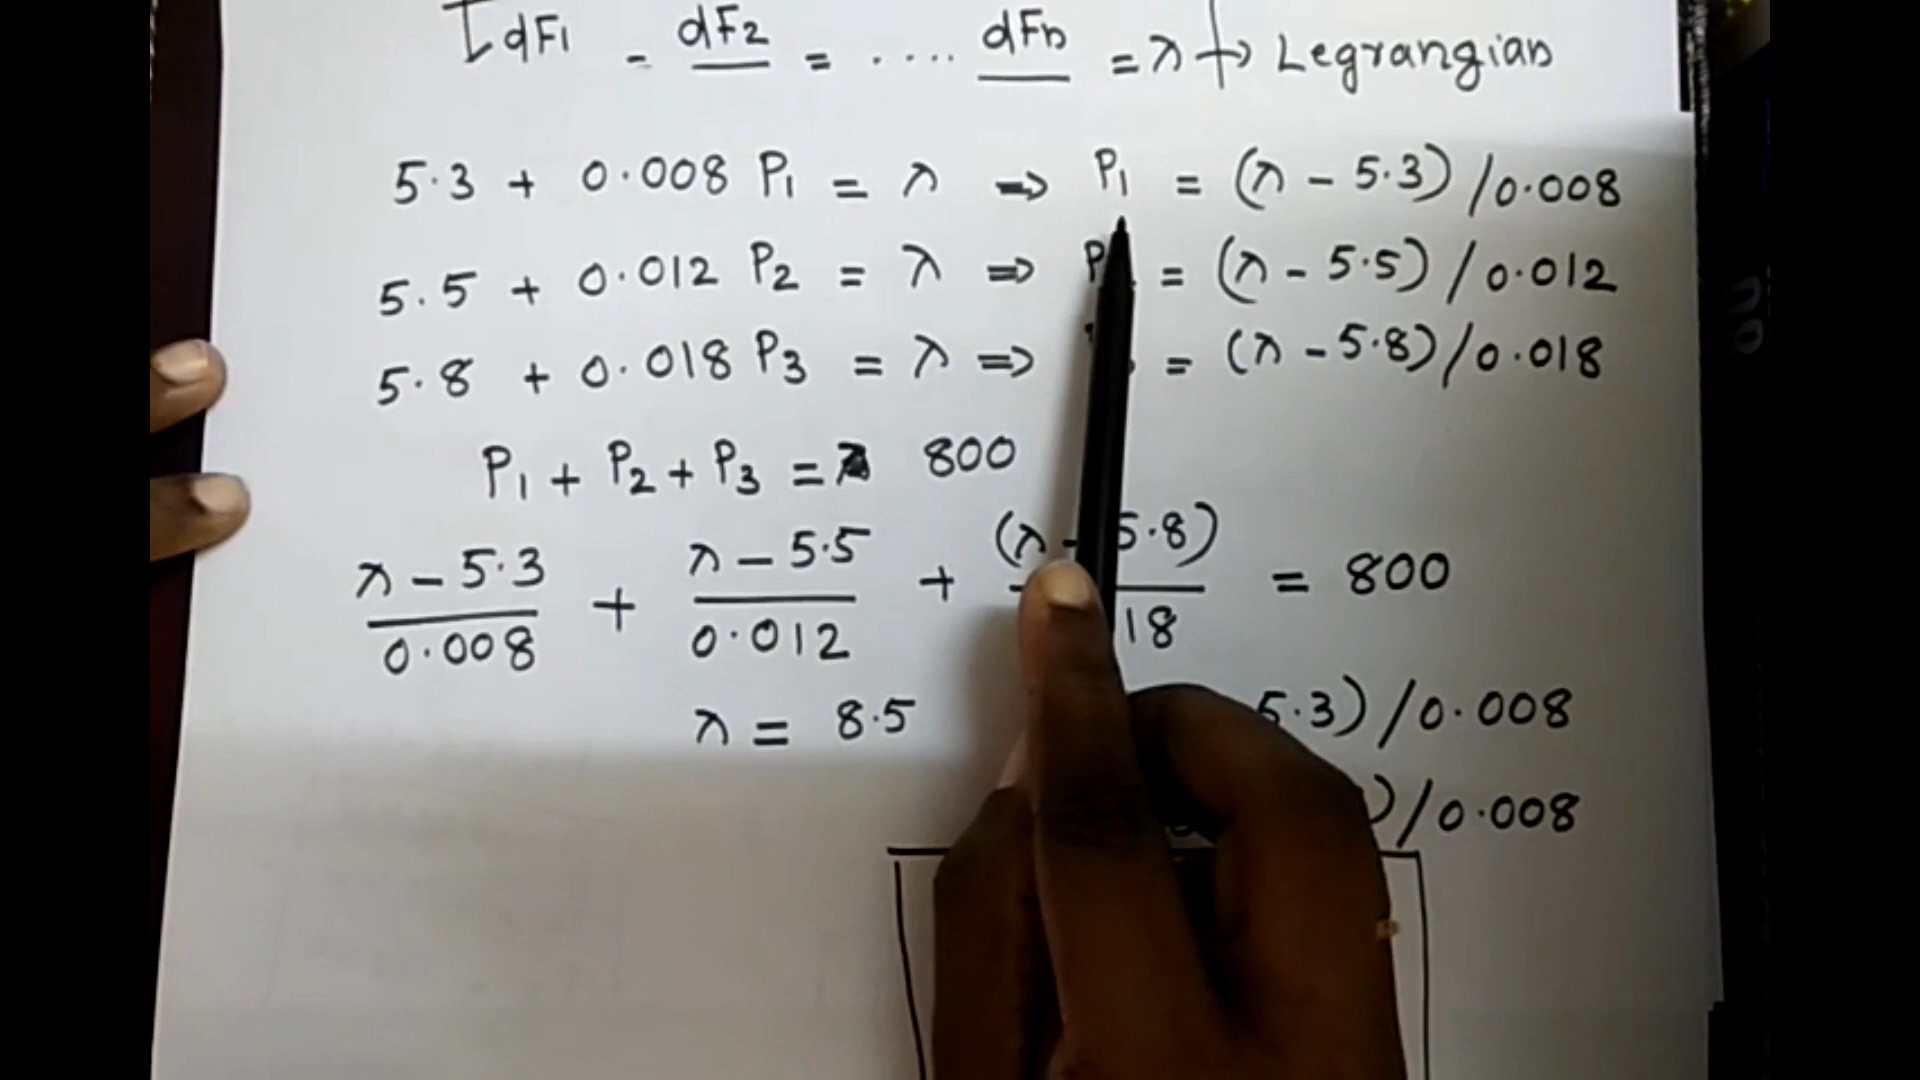 dF1 - dF2 = .... dFn = λ → Legrangian
5.3 + 0.008 P1 = λ ⇒ P1 = (λ - 5.3) / 0.008
5.5 + 0.012 P2 = λ ⇒ P = (λ - 5.5) / 0.012
5.8 + 0.018 P3 = λ ⇒ = (λ - 5.8) / 0.018
P1 + P2 + P3 = 800
λ - 5.3 / 0.008 + λ - 5.5 / 0.012 + (λ - 5.8) / 18 = 800
λ = 8.5 5.3) / 0.008
) / 0.008